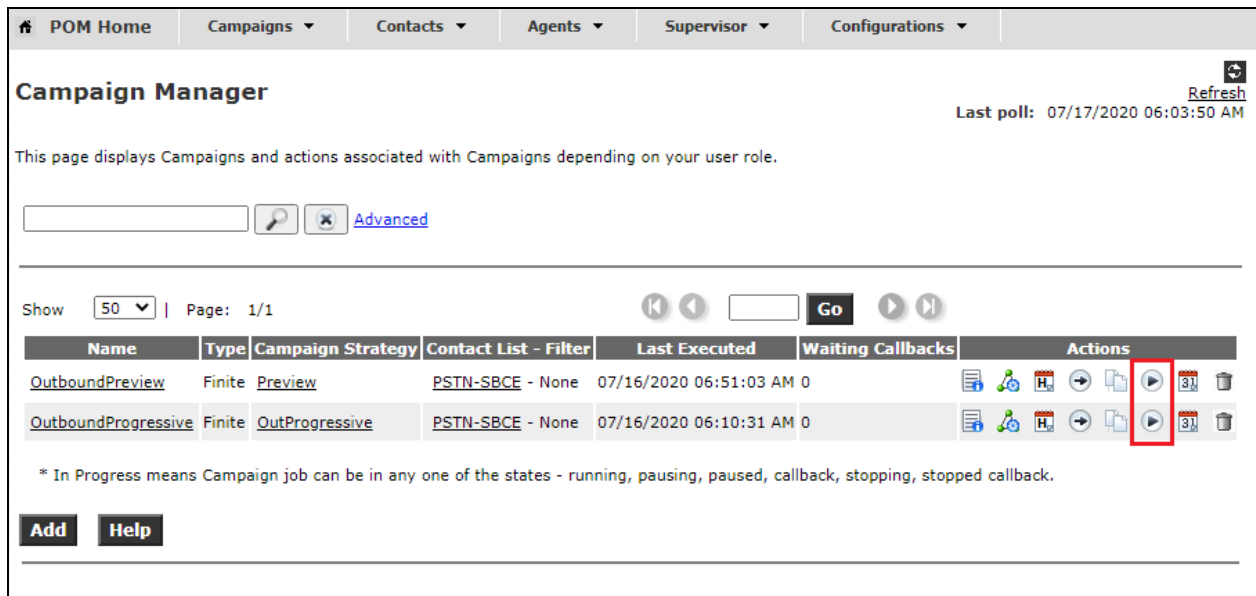 POM Home Campaigns Contacts Agents Supervisor Configurations
Campaign Manager
Refresh
Last poll: 07/17/2020 06:03:50 AM
This page displays Campaigns and actions associated with Campaigns depending on your user role.
Advanced
Show 50 | Page: 1/1 Go
Name Type Campaign Strategy Contact List - Filter Last Executed Waiting Callbacks Actions
OutboundPreview Finite Preview PSTN-SBCE - None 07/16/2020 06:51:03 AM 0 H 31
OutboundProgressive Finite OutProgressive PSTN-SBCE - None 07/16/2020 06:10:31 AM 0 H 31
* In Progress means Campaign job can be in any one of the states - running, pausing, paused, callback, stopping, stopped callback.
Add Help